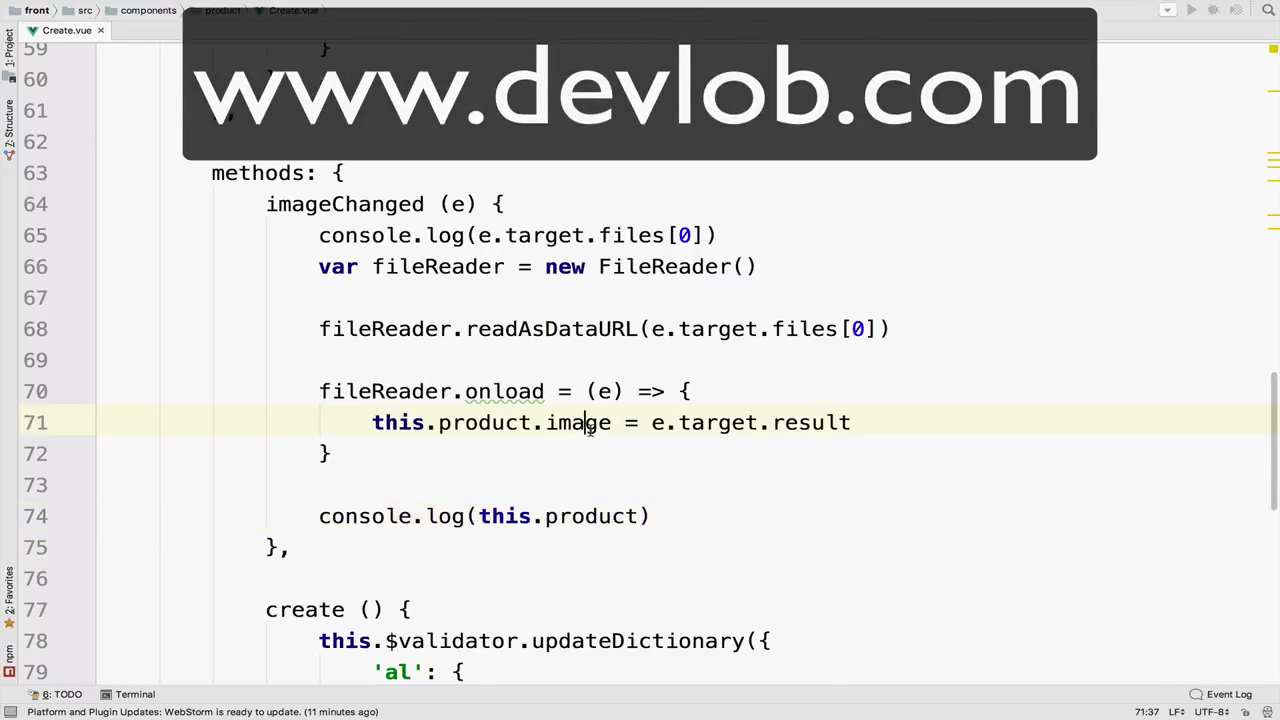 front src components product Create.vue
Create.vue
www.devlob.com
1: Project
7: Structure
2: Favorites
npm
59 }
60
61
62
63 methods: {
64 imageChanged (e) {
65 console.log(e.target.files[0])
66 var fileReader = new FileReader()
67
68 fileReader.readAsDataURL(e.target.files[0])
69
70 fileReader.onload = (e) => {
71 this.product.image = e.target.result
72 }
73
74 console.log(this.product)
75 },
76
77 create () {
78 this.$validator.updateDictionary({
79 'al': {
6: TODO Terminal Event Log
Platform and Plugin Updates: WebStorm is ready to update. (11 minutes ago) 71:37 LF UTF-8